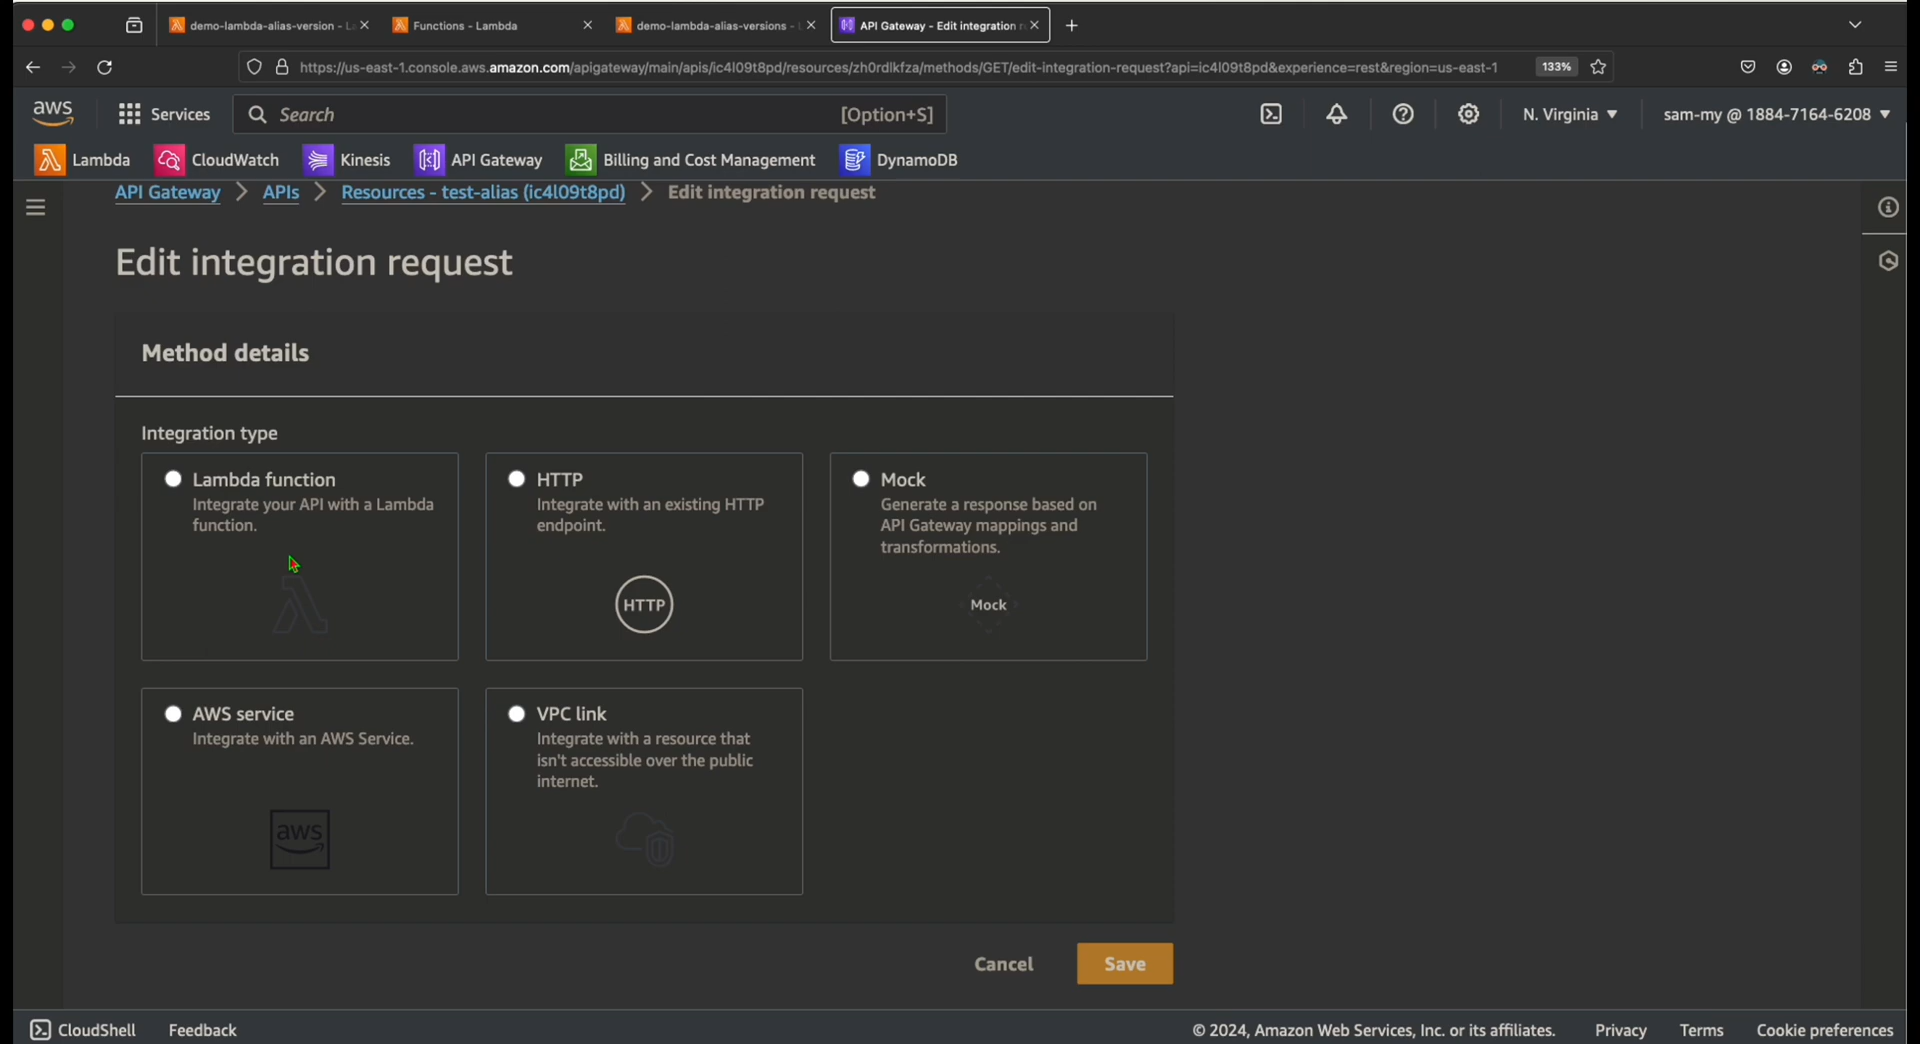 demo-lambda-alias-version - La
Functions - Lambda
demo-lambda-alias-versions - L
API Gateway - Edit integration r
https://us-east-1.console.aws.amazon.com/apigateway/main/apis/ic4l09t8pd/resources/zh0rdlkfza/methods/GET/edit-integration-request?api=ic4l09t8pd&experience=rest&region=us-east-1
133%
aws
Services
Search
[Option+S]
N. Virginia
sam-my @ 1884-7164-6208
Lambda
CloudWatch
Kinesis
API Gateway
Billing and Cost Management
DynamoDB
API Gateway
APIs
Resources - test-alias (ic4l09t8pd)
Edit integration request
Edit integration request
Method details
Integration type
Lambda function
Integrate your API with a Lambda
function.
HTTP
Integrate with an existing HTTP
endpoint.
HTTP
Mock
Generate a response based on
API Gateway mappings and
transformations.
Mock
AWS service
Integrate with an AWS Service.
aws
VPC link
Integrate with a resource that
isn't accessible over the public
internet.
Cancel
Save
CloudShell
Feedback
© 2024, Amazon Web Services, Inc. or its affiliates.
Privacy
Terms
Cookie preferences